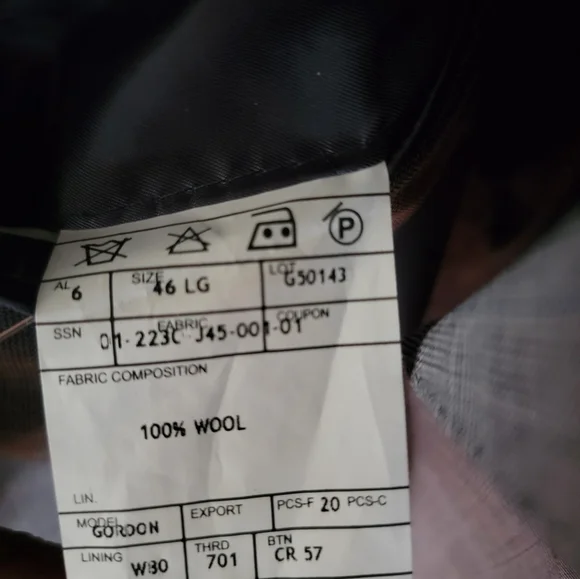 P
AL 6 SIZE 46 LG LOT G50143
SSN FABRIC COUPON
01-223C J45-001-01
FABRIC COMPOSITION
100% WOOL
LIN.
MODEL GORDON EXPORT PCS-F 20 PCS-C
LINING W80 THRD 701 BTN CR 57